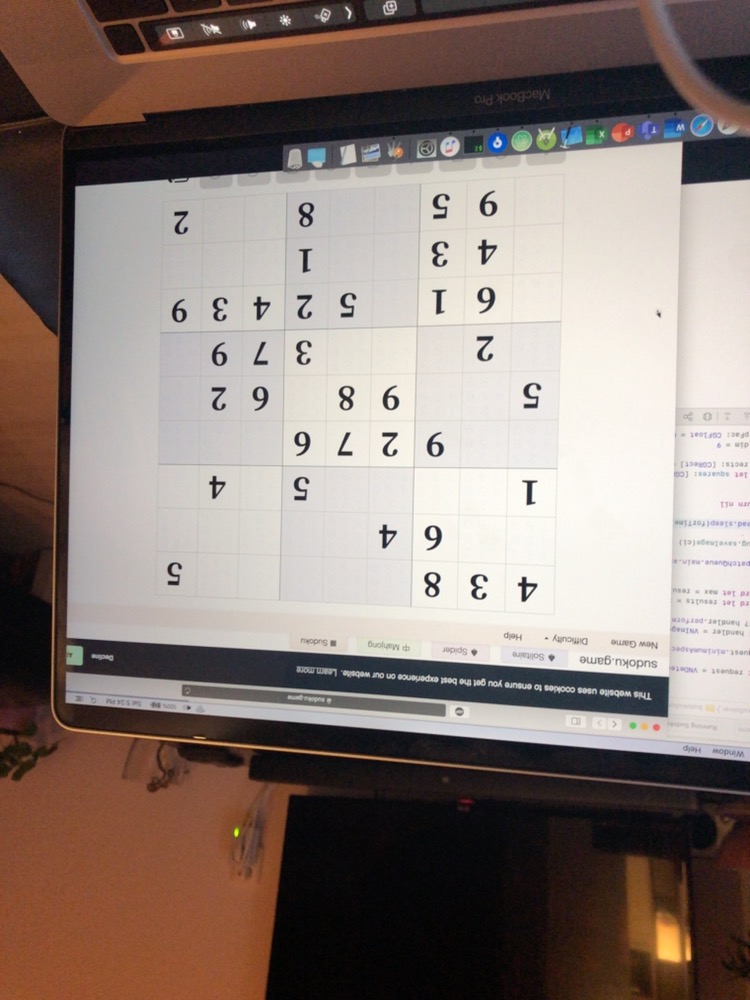 Window Help
This website uses cookies to ensure you get the best experience on our website. Learn more
Decline
sudoku.game
sudoku.game
Solitaire
Spider
Mahjong
Sudoku
New Game Difficulty Help
4 3 8 5
6 4
1 5 4
9 2 7 6
5 9 8 6 2
2 3 7 9
6 1 5 2 4 3 9
4 3 1
9 5 8 2
MacBook Pro